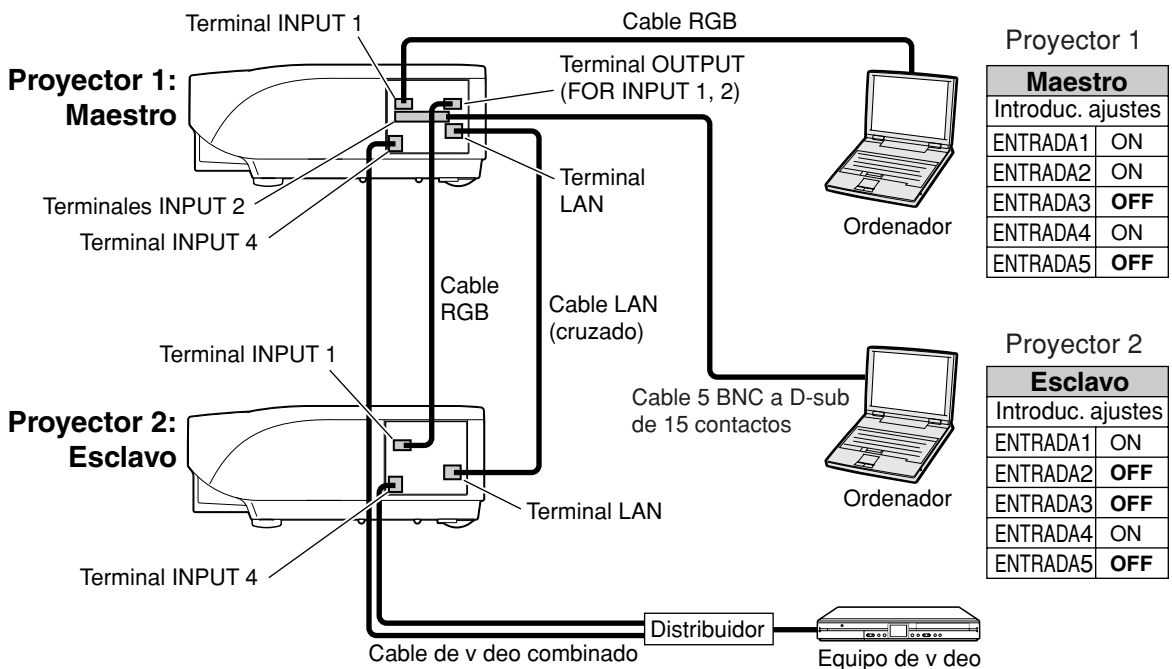 Terminal INPUT 1
Cable RGB
Proyector 1:
Maestro
Terminal OUTPUT
(FOR INPUT 1, 2)
Terminal
LAN
Terminales INPUT 2
Terminal INPUT 4
Ordenador
Proyector 1
Maestro
Introduc. ajustes
ENTRADA1 ON
ENTRADA2 ON
ENTRADA3 OFF
ENTRADA4 ON
ENTRADA5 OFF
Cable
RGB
Cable LAN
(cruzado)
Terminal INPUT 1
Cable 5 BNC a D-sub
de 15 contactos
Proyector 2:
Esclavo
Terminal LAN
Terminal INPUT 4
Ordenador
Proyector 2
Esclavo
Introduc. ajustes
ENTRADA1 ON
ENTRADA2 OFF
ENTRADA3 OFF
ENTRADA4 ON
ENTRADA5 OFF
Distribuidor
Cable de v deo combinado
Equipo de v deo